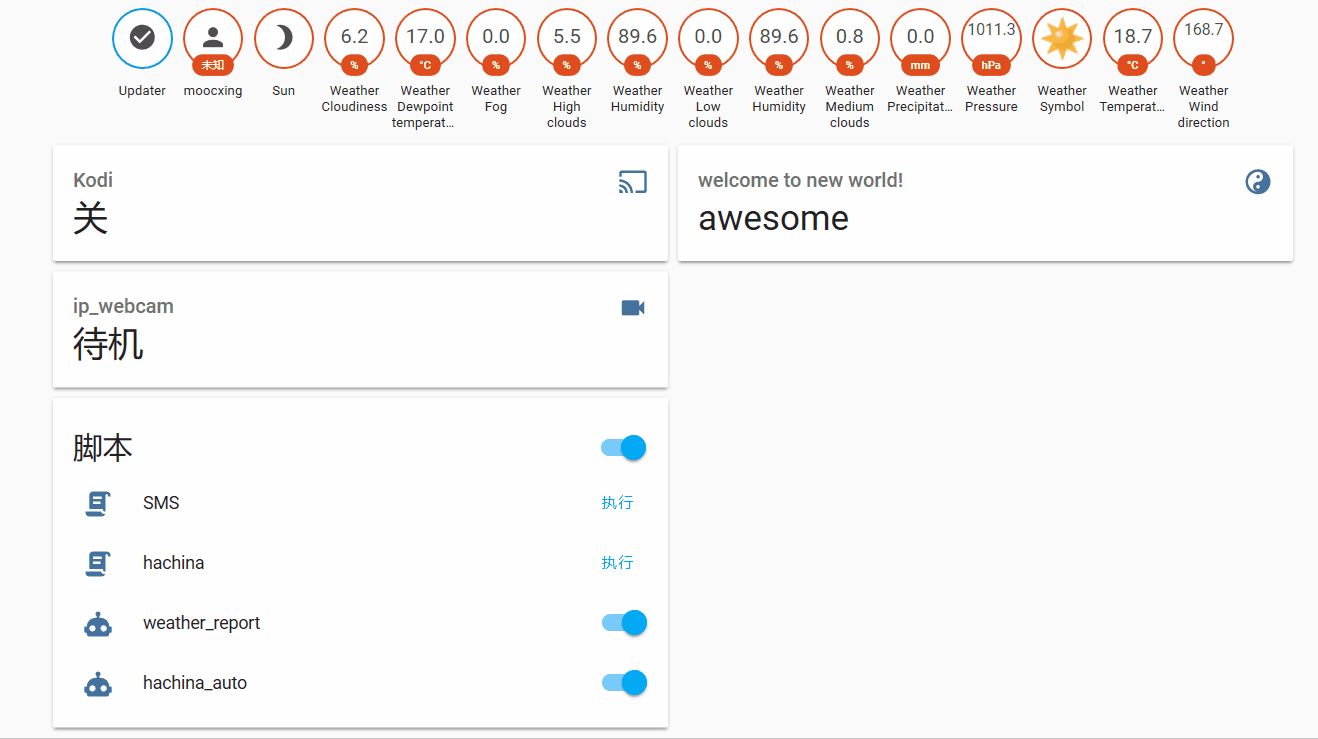 Updater
未知
moocxing
Sun
6.2
%
Weather
Cloudiness
17.0
°C
Weather
Dewpoint
temperat...
0.0
%
Weather
Fog
5.5
%
Weather
High
clouds
89.6
%
Weather
Humidity
0.0
%
Weather
Low
clouds
89.6
%
Weather
Humidity
0.8
%
Weather
Medium
clouds
0.0
mm
Weather
Precipitat...
1011.3
hPa
Weather
Pressure
Weather
Symbol
18.7
°C
Weather
Temperat...
168.7
°
Weather
Wind
direction
Kodi
关
welcome to new world!
awesome
ip_webcam
待机
脚本
SMS
执行
hachina
执行
weather_report
hachina_auto